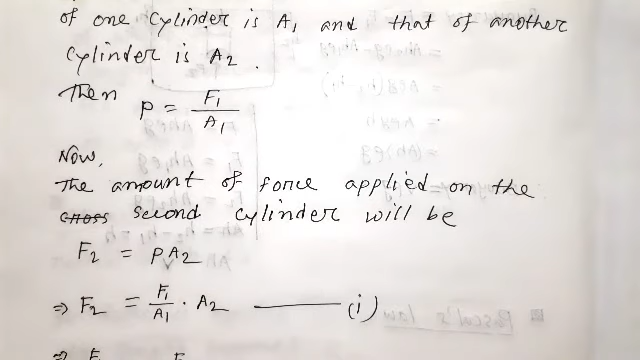 of one cylinder is A₁ and that of another
cylinder is A₂.
Then p = F₁/A₁
Now,
The amount of force applied on the
cross second cylinder will be
F₂ = pA₂
⇒ F₂ = F₁/A₁ · A₂ ——— (i)